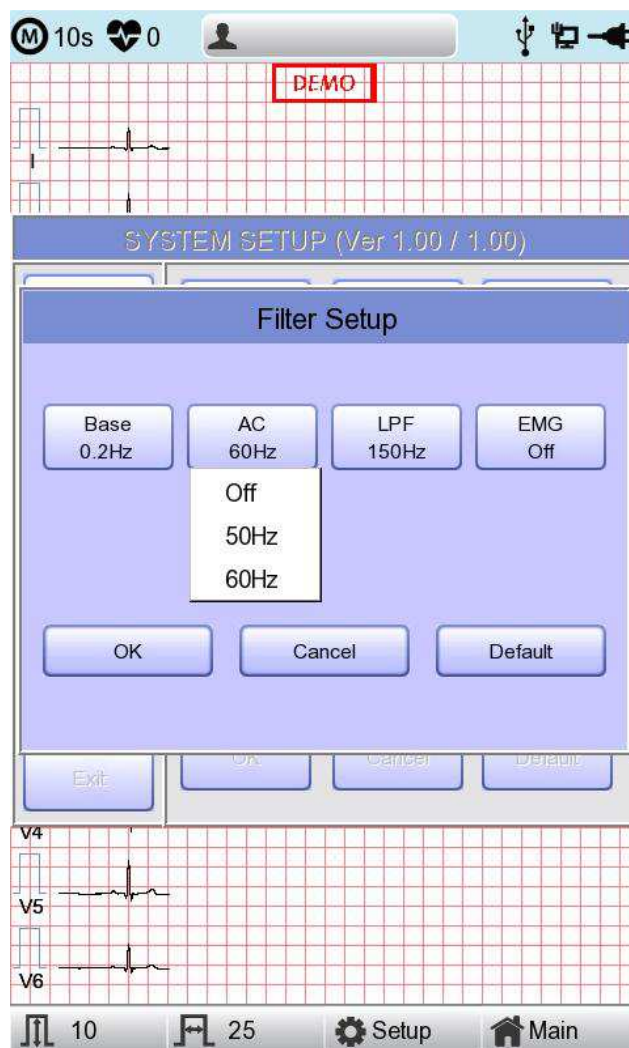 M 10s 0
DEMO
I
SYSTEM SETUP (Ver 1.00 / 1.00)
Filter Setup
Base
0.2Hz
AC
60Hz
LPF
150Hz
EMG
Off
Off
50Hz
60Hz
OK Cancel Default
Exit OK Cancel Default
V4
V5
V6
10 25 Setup Main